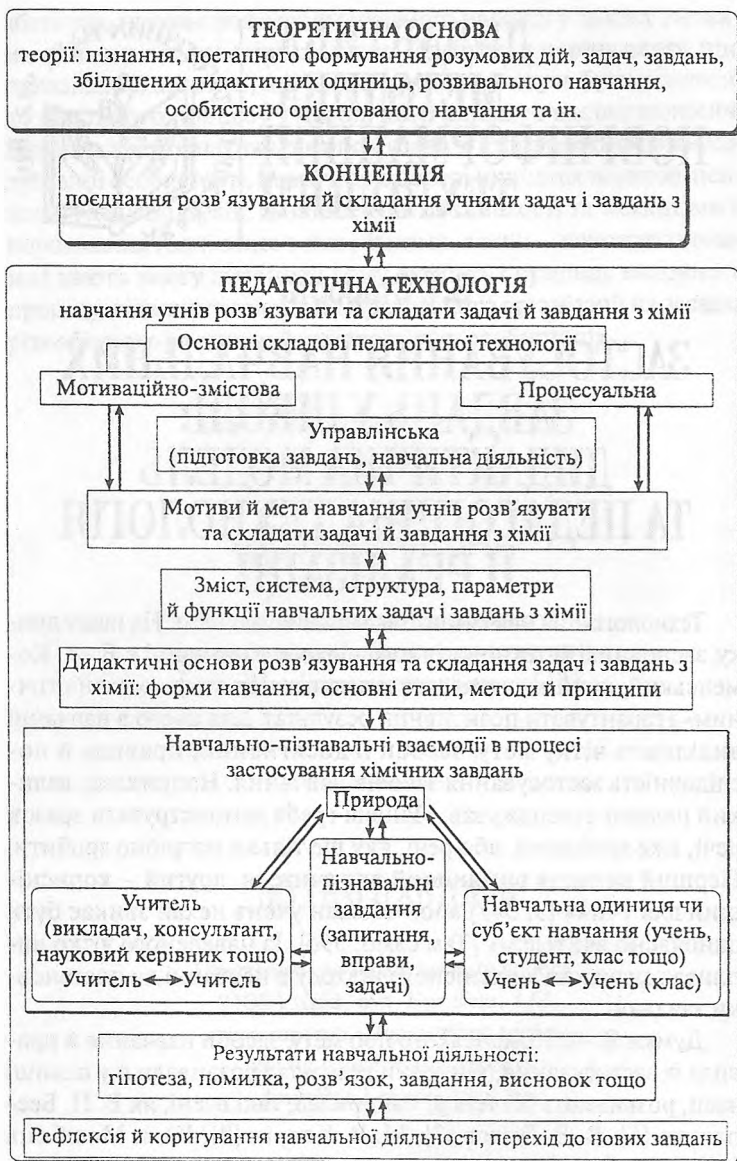 ТЕОРЕТИЧНА ОСНОВА
теорії: пізнання, поетапного формування розумових дій, задач, завдань,
збільшених дидактичних одиниць, розвивального навчання,
особистісно орієнтованого навчання та ін.
КОНЦЕПЦІЯ
поєднання розв'язування й складання учнями задач і завдань з
хімії
ПЕДАГОГІЧНА ТЕХНОЛОГІЯ
навчання учнів розв'язувати та складати задачі й завдання з хімії
Основні складові педагогічної технології
Мотиваційно-змістова
Процесуальна
Управлінська
(підготовка завдань, навчальна діяльність)
Мотиви й мета навчання учнів розв'язувати
та складати задачі й завдання з хімії
Зміст, система, структура, параметри
й функції навчальних задач і завдань з хімії
Дидактичні основи розв'язування та складання задач і завдань з
хімії: форми навчання, основні етапи, методи й принципи
Навчально-пізнавальні взаємодії в процесі
застосування хімічних завдань
Природа
Учитель
(викладач, консультант,
науковий керівник тощо)
Учитель Учитель
Навчально-
пізнавальні
завдання
(запитання,
вправи,
задачі)
Навчальна одиниця чи
суб'єкт навчання (учень,
студент, клас тощо)
Учень Учень (клас)
Результати навчальної діяльності:
гіпотеза, помилка, розв'язок, завдання, висновок тощо
Рефлексія й коригування навчальної діяльності, перехід до нових завдань